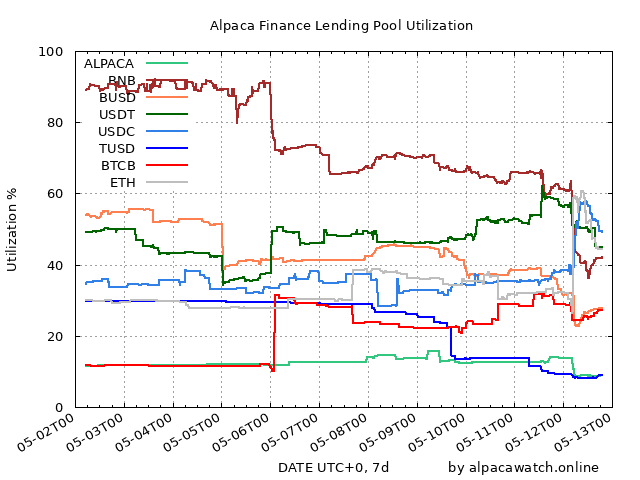 Alpaca Finance Lending Pool Utilization
Utilization %
100
80
60
40
20
0
ALPACA
BNB
BUSD
USDT
USDC
TUSD
BTCB
ETH
05-02T00
05-03T00
05-04T00
05-05T00
05-06T00
05-07T00
05-08T00
05-09T00
05-10T00
05-11T00
05-12T00
05-13T00
DATE UTC+0, 7d
by alpacawatch.online